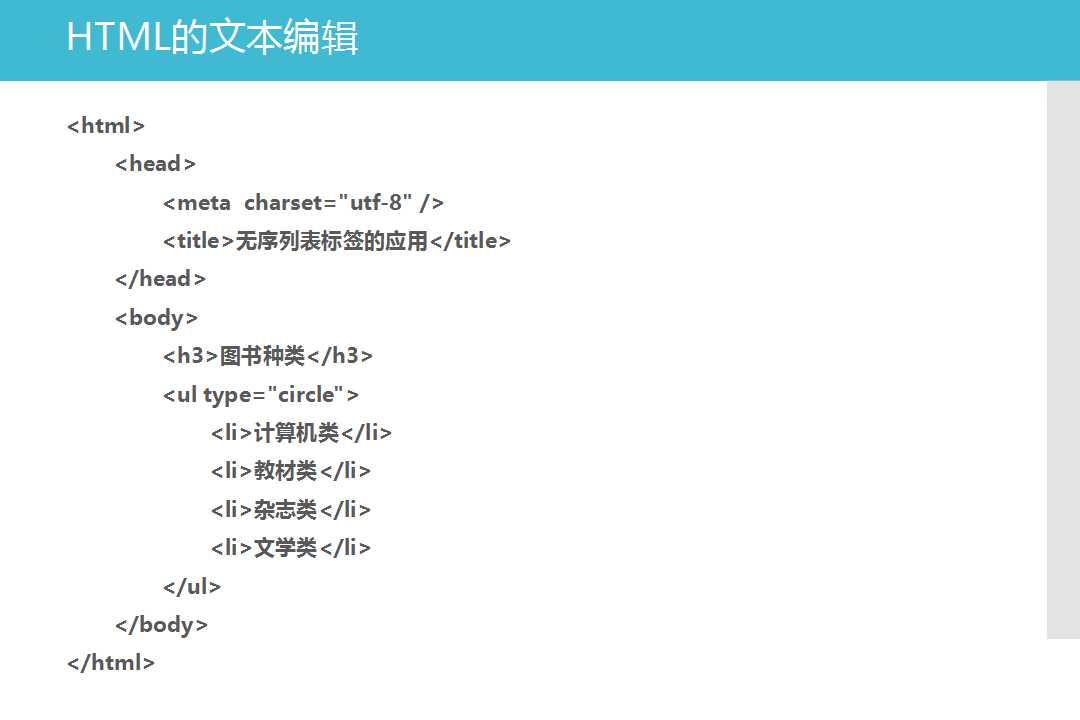 HTML的文本编辑
<html>
<head>
<meta  charset="utf-8" />
<title>无序列表标签的应用</title>
</head>
<body>
<h3>图书种类</h3>
<ul type="circle">
<li>计算机类</li>
<li>教材类</li>
<li>杂志类</li>
<li>文学类</li>
</ul>
</body>
</html>